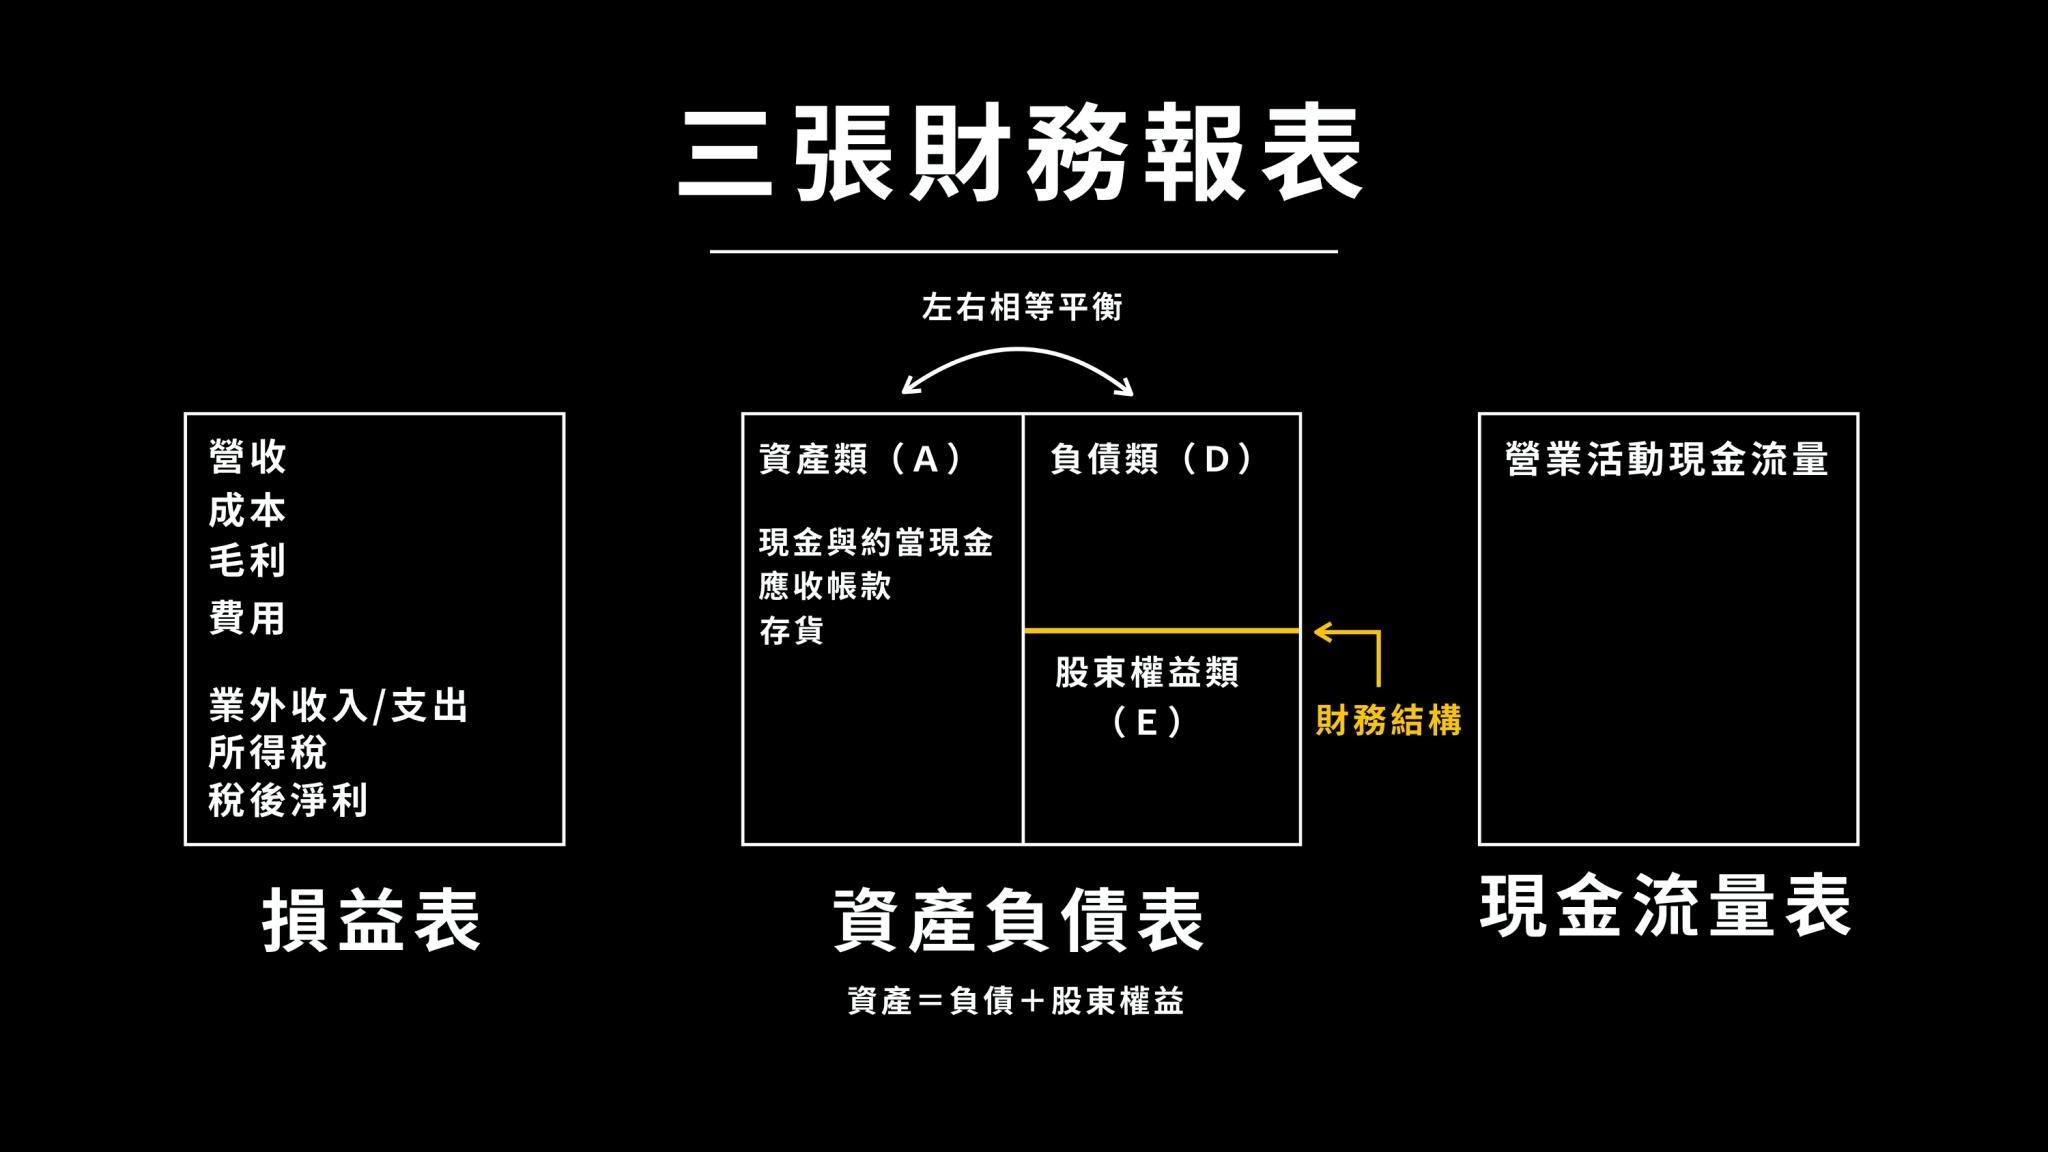 三張財務報表
左右相等平衡
營收
成本
毛利
費用
業外收入/支出
所得稅
稅後淨利
損益表
資產類（A）
現金與約當現金
應收帳款
存貨
負債類（D）
股東權益類
（E）
財務結構
資產負債表
資產＝負債＋股東權益
營業活動現金流量
現金流量表